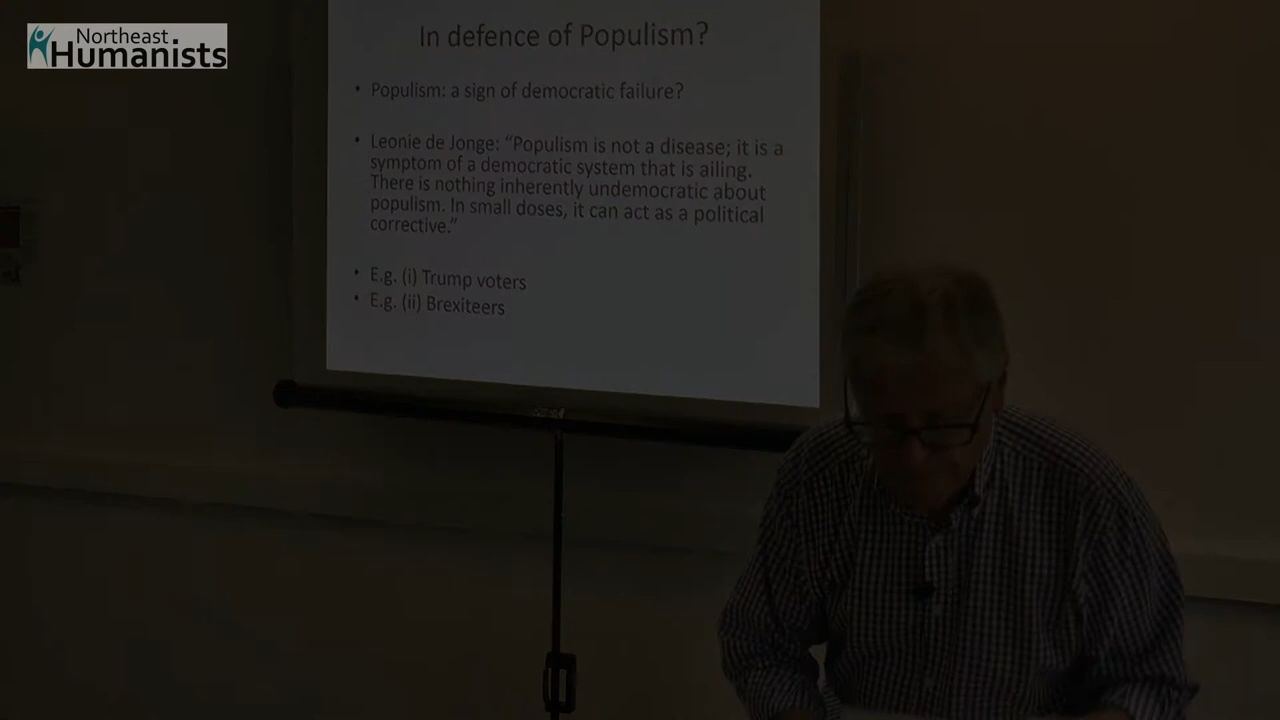 Northeast
Humanists
In defence of Populism?
• Populism: a sign of democratic failure?
• Leonie de Jonge: “Populism is not a disease; it is a
symptom of a democratic system that is ailing.
There is nothing inherently undemocratic about
populism. In small doses, it can act as a political
corrective.”
• E.g. (i) Trump voters
• E.g. (ii) Brexiteers